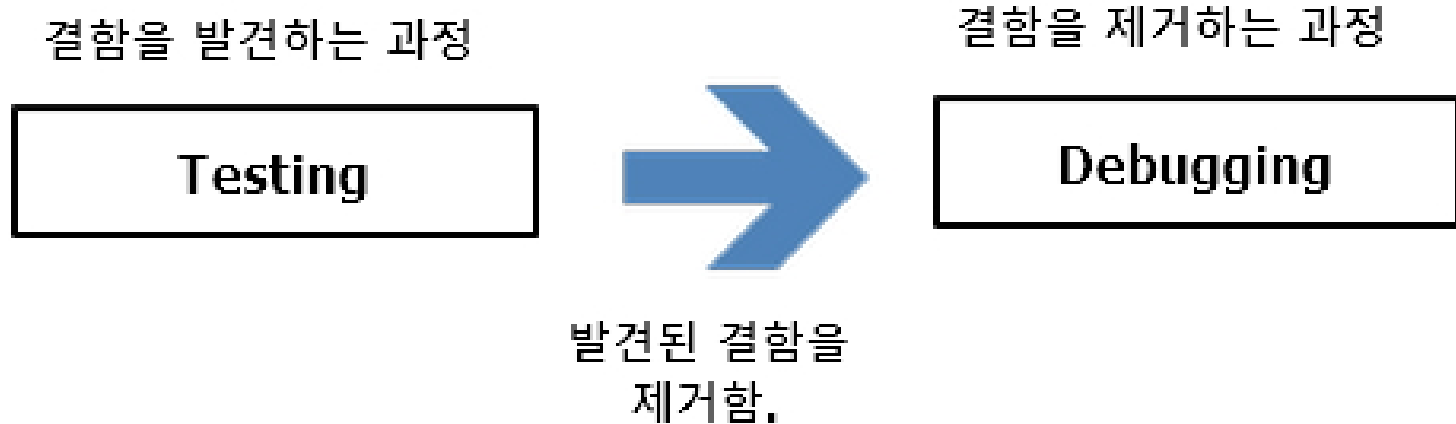 결함을 발견하는 과정
Testing
결함을 제거하는 과정
Debugging
발견된 결함을
제거함.